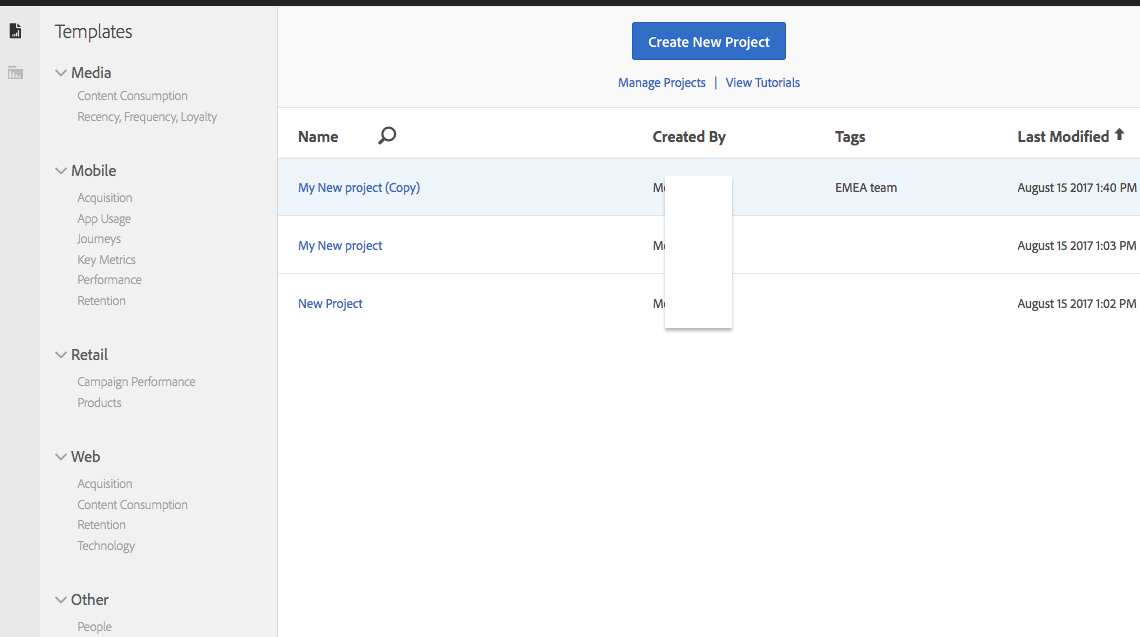 Templates
Media
Content Consumption
Recency, Frequency, Loyalty
Mobile
Acquisition
App Usage
Journeys
Key Metrics
Performance
Retention
Retail
Campaign Performance
Products
Web
Acquisition
Content Consumption
Retention
Technology
Other
People
Create New Project
Manage Projects | View Tutorials
Name Created By Tags Last Modified
My New project (Copy) EMEA team August 15 2017 1:40 PM
My New project August 15 2017 1:03 PM
New Project August 15 2017 1:02 PM